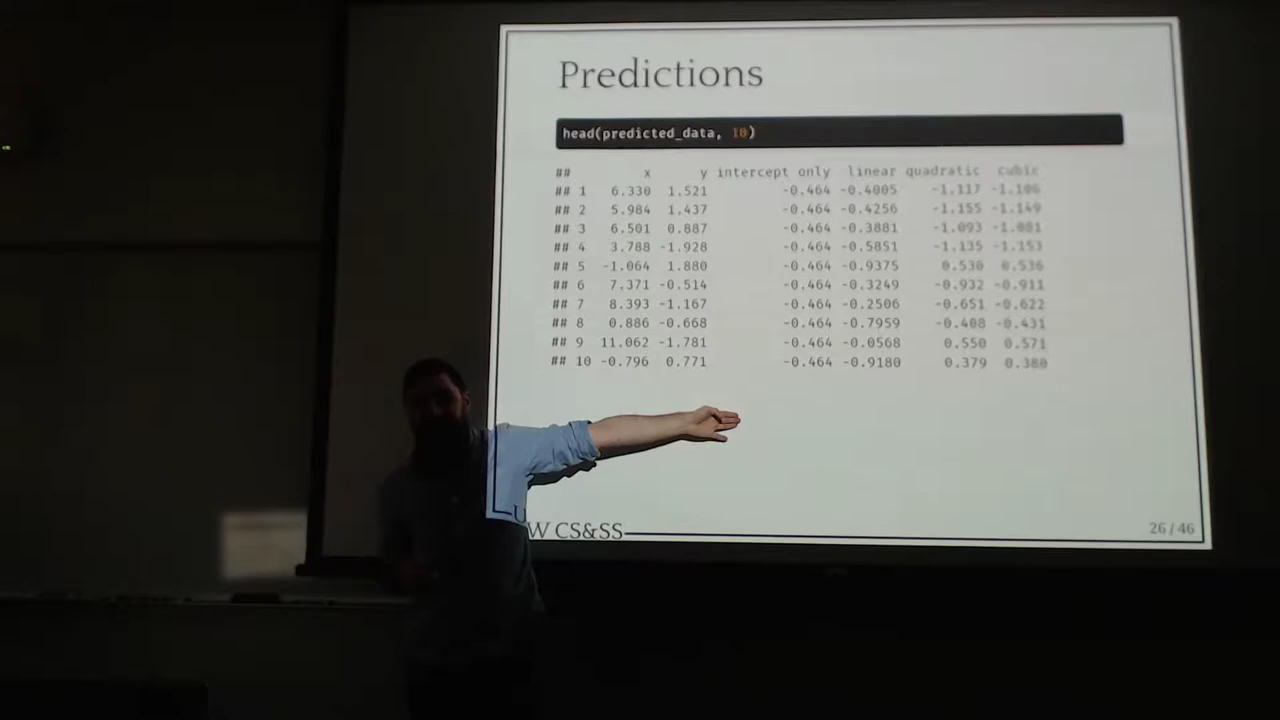 Predictions
head(predicted_data, 10)
## x y intercept only linear quadratic cubic
## 1 6.330 1.521 -0.464 -0.4005 -1.117 -1.106
## 2 5.984 1.437 -0.464 -0.4256 -1.155 -1.149
## 3 6.501 0.887 -0.464 -0.3881 -1.093 -1.081
## 4 3.788 -1.928 -0.464 -0.5851 -1.135 -1.153
## 5 -1.064 1.880 -0.464 -0.9375 0.530 0.536
## 6 7.371 -0.514 -0.464 -0.3249 -0.932 -0.911
## 7 8.393 -1.167 -0.464 -0.2506 -0.651 -0.622
## 8 0.886 -0.668 -0.464 -0.7959 -0.408 -0.431
## 9 11.062 -1.781 -0.464 -0.0568 0.550 0.571
## 10 -0.796 0.771 -0.464 -0.9180 0.379 0.380
UW CS&SS
26 / 46